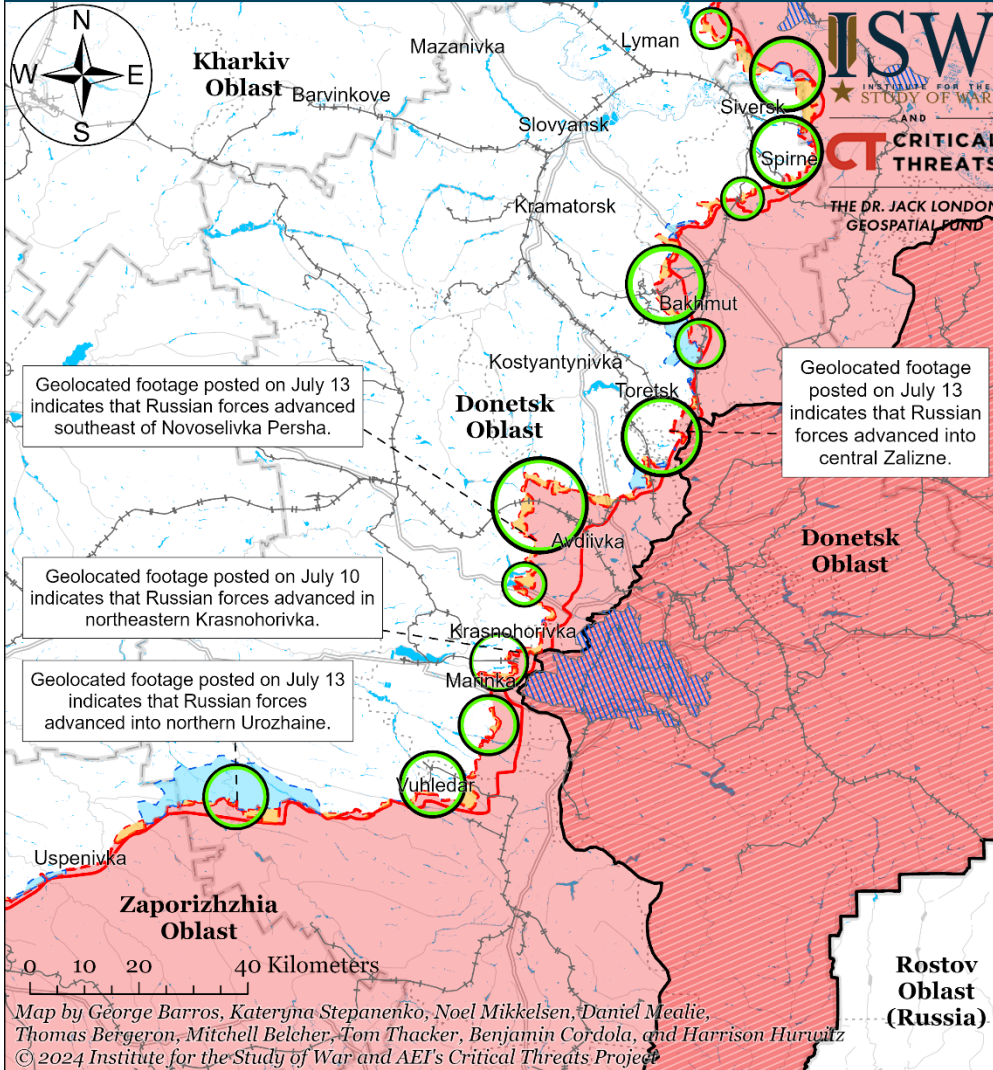 N
W
E
S
Kharkiv
Oblast
Mazanivka
Lyman
Barvinkove
Slovyansk
Siversk
Spirne
Kramatorsk
ISW
INSTITUTE FOR THE
STUDY OF WAR
AND
CT CRITICAL
THREATS
THE DR. JACK LONDON
GEOSPATIAL FUND
Bakhmut
Kostyantynivka
Toretsk
Donetsk
Oblast
Geolocated footage posted on July 13
indicates that Russian forces advanced
southeast of Novoselivka Persha.
Geolocated footage
posted on July 13
indicates that Russian
forces advanced into
central Zalizne.
Avdiivka
Donetsk
Oblast
Geolocated footage posted on July 10
indicates that Russian forces advanced in
northeastern Krasnohorivka.
Krasnohorivka
Marinka
Geolocated footage posted on July 13
indicates that Russian forces
advanced into northern Urozhaine.
Vuhledar
Uspenivka
Zaporizhzhia
Oblast
0 10 20 40 Kilometers
Rostov
Oblast
(Russia)
Map by George Barros, Kateryna Stepanenko, Noel Mikkelsen, Daniel Mealie,
Thomas Bergeron, Mitchell Belcher, Tom Thacker, Benjamin Cordola, and Harrison Hurwitz
© 2024 Institute for the Study of War and AEI's Critical Threats Project